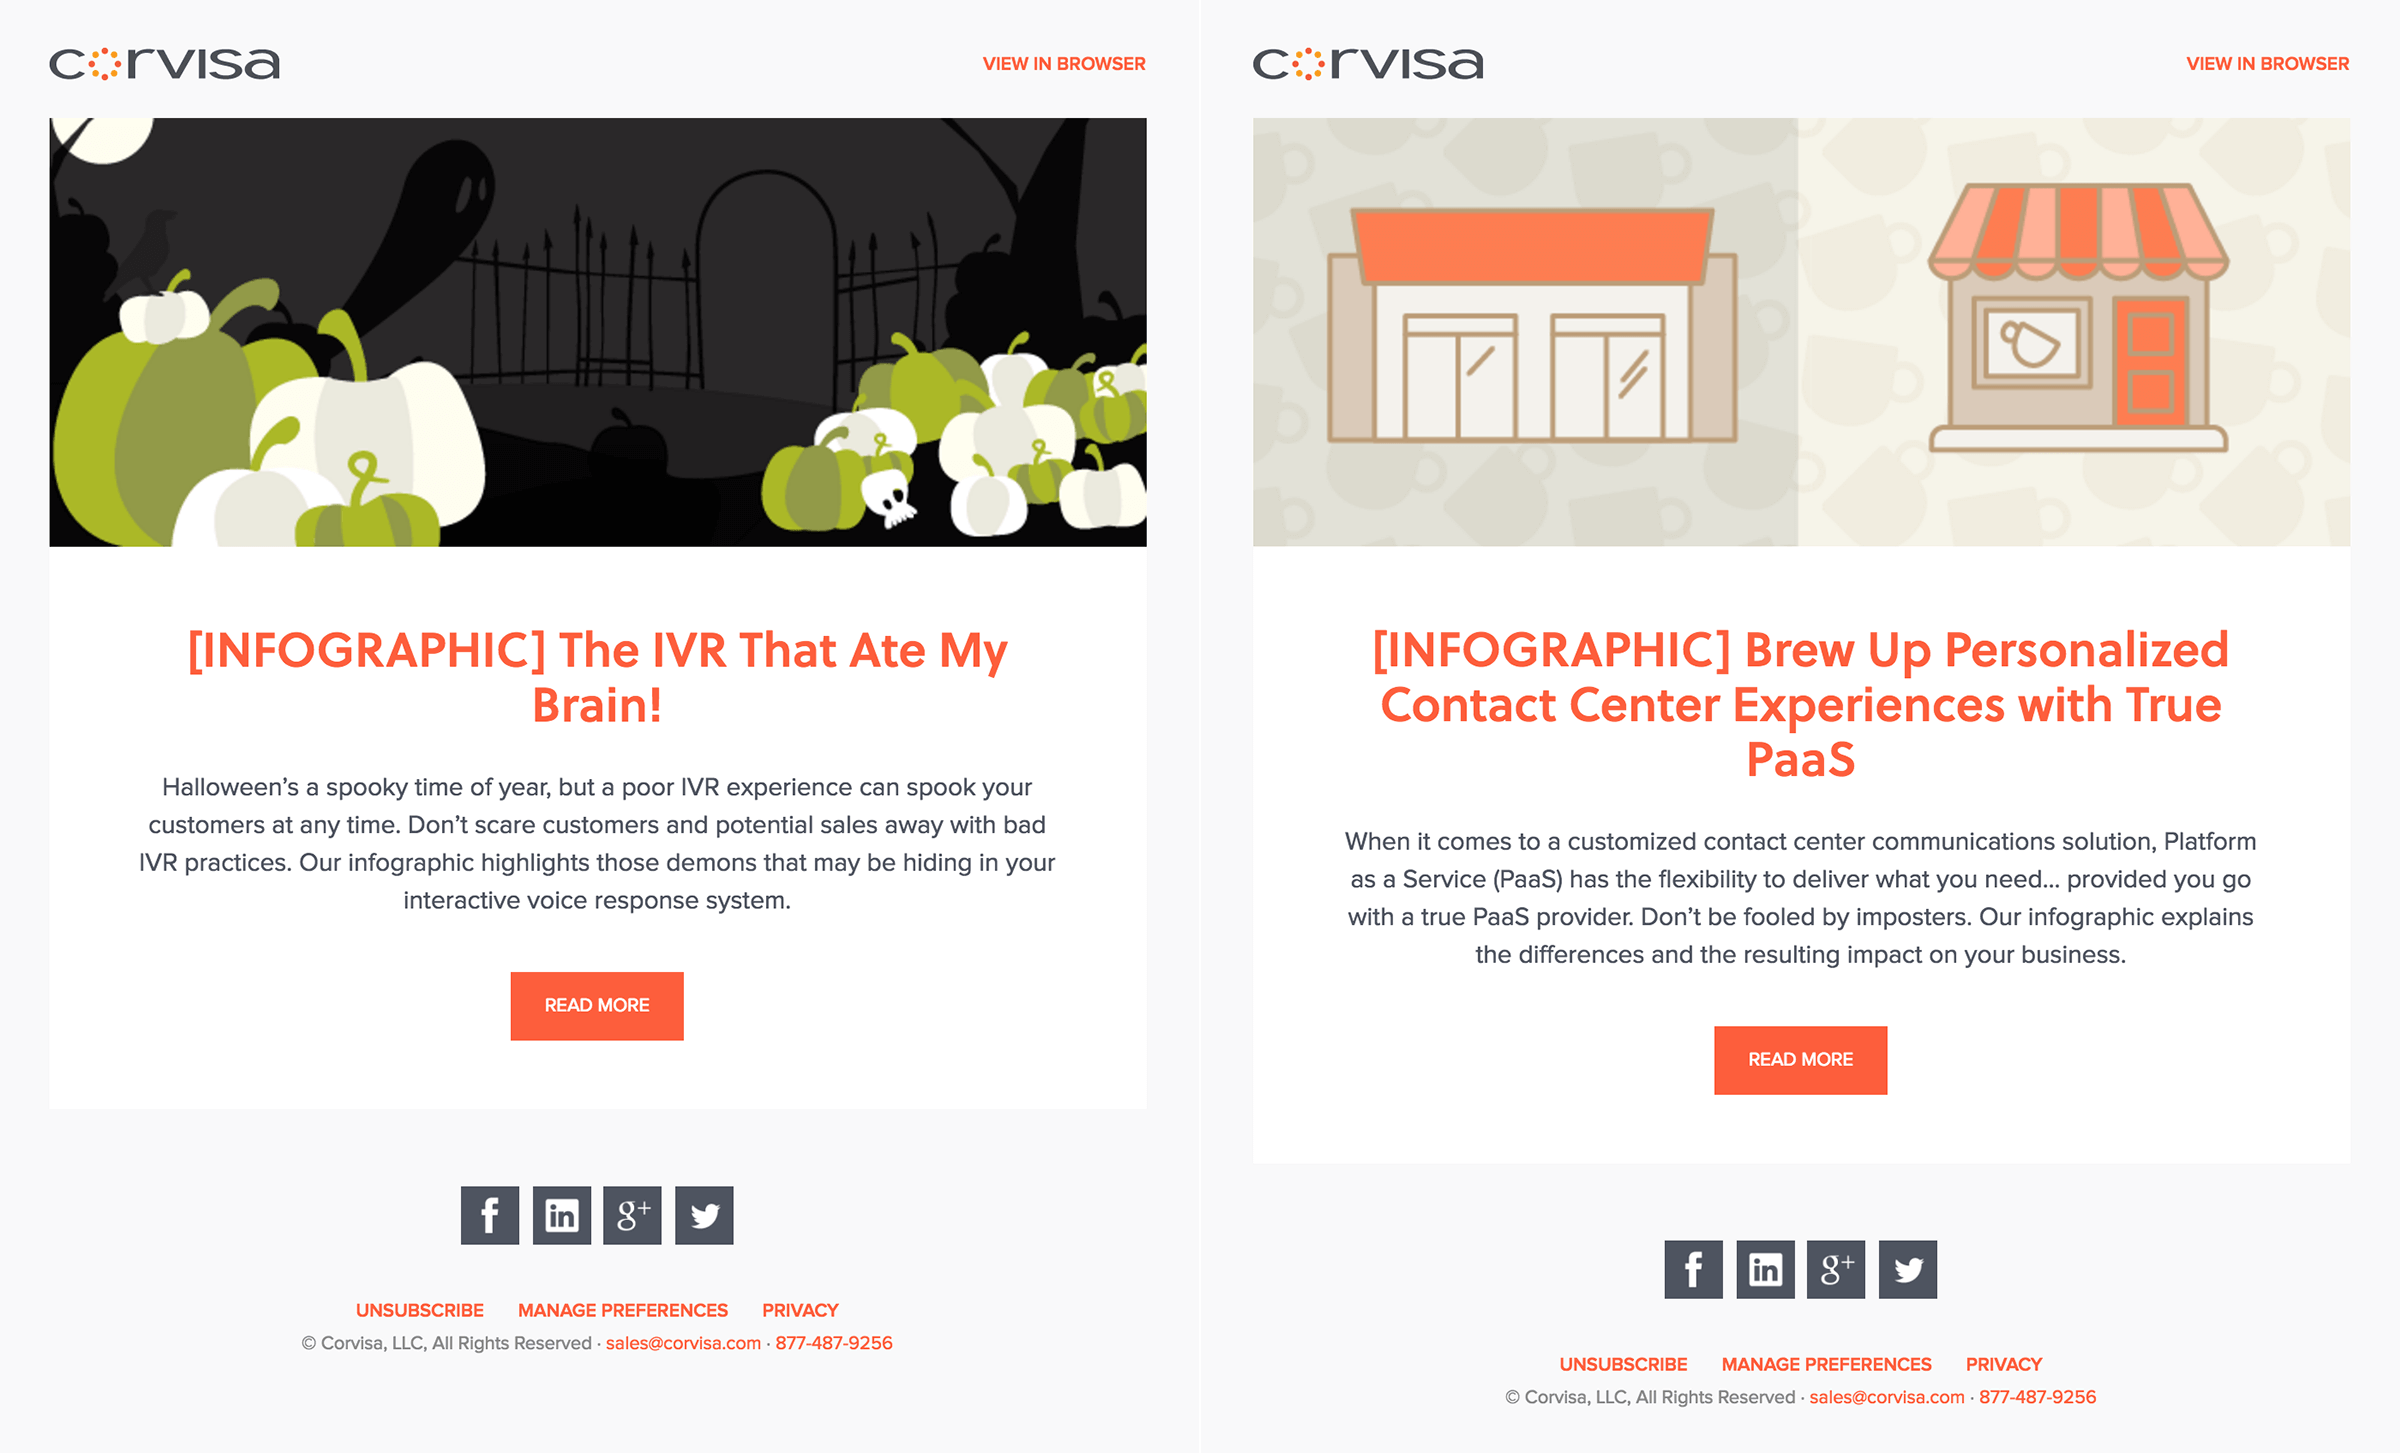 corvisa
VIEW IN BROWSER
[INFOGRAPHIC] The IVR That Ate My
Brain!
Halloween’s a spooky time of year, but a poor IVR experience can spook your
customers at any time. Don’t scare customers and potential sales away with bad
IVR practices. Our infographic highlights those demons that may be hiding in your
interactive voice response system.
READ MORE
f
in
g+
UNSUBSCRIBE MANAGE PREFERENCES PRIVACY
© Corvisa, LLC, All Rights Reserved · sales@corvisa.com · 877-487-9256
corvisa
VIEW IN BROWSER
[INFOGRAPHIC] Brew Up Personalized
Contact Center Experiences with True
PaaS
When it comes to a customized contact center communications solution, Platform
as a Service (PaaS) has the flexibility to deliver what you need... provided you go
with a true PaaS provider. Don’t be fooled by imposters. Our infographic explains
the differences and the resulting impact on your business.
READ MORE
f
in
g+
UNSUBSCRIBE MANAGE PREFERENCES PRIVACY
© Corvisa, LLC, All Rights Reserved · sales@corvisa.com · 877-487-9256